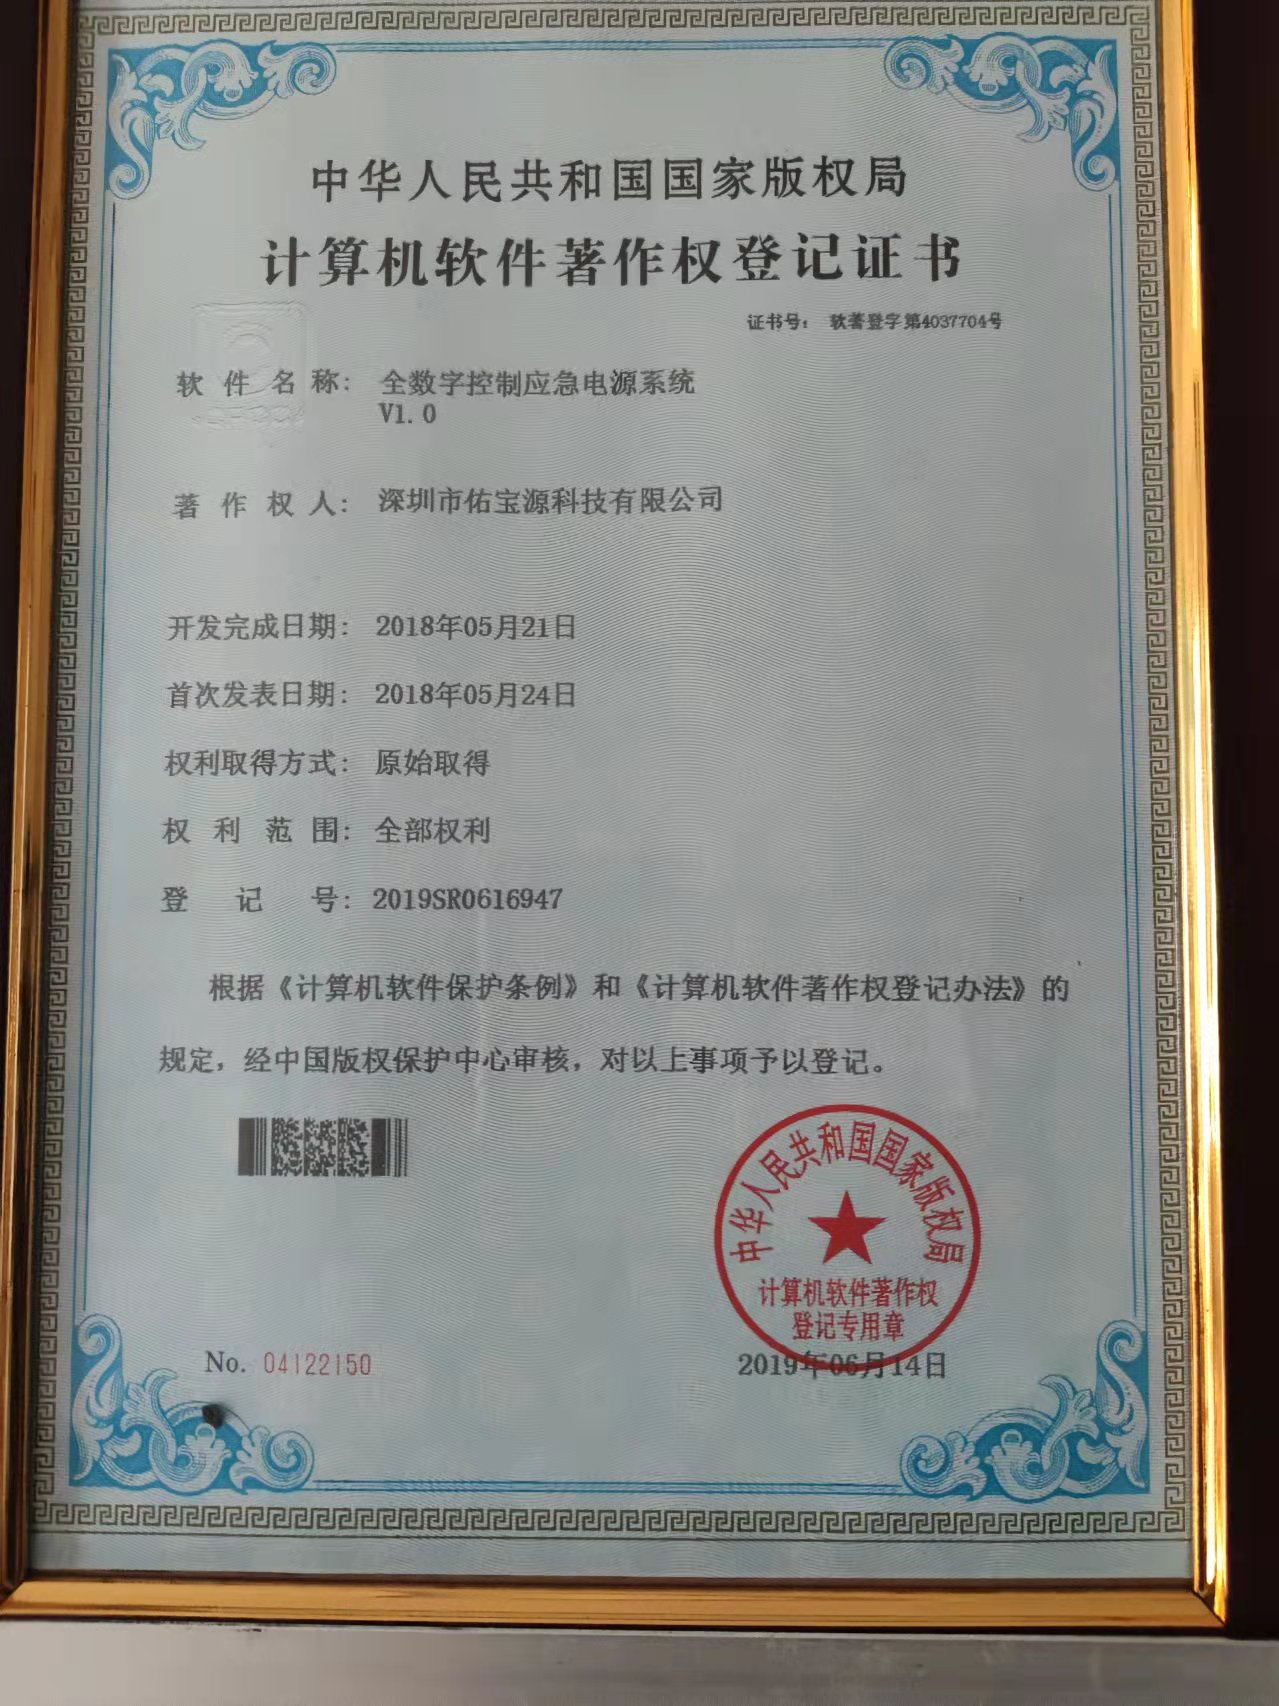 中华人民共和国国家版权局
计算机软件著作权登记证书
证书号： 软著登字第4037704号
软件名称： 全数字控制应急电源系统
V1.0
著作权人： 深圳市佑宝源科技有限公司
开发完成日期： 2018年05月21日
首次发表日期： 2018年05月24日
权利取得方式： 原始取得
权利范围： 全部权利
登记号： 2019SR0616947
根据《计算机软件保护条例》和《计算机软件著作权登记办法》的
规定，经中国版权保护中心审核，对以上事项予以登记。
中华人民共和国国家版权局
计算机软件著作权
登记专用章
No. 04122150
2019年06月14日